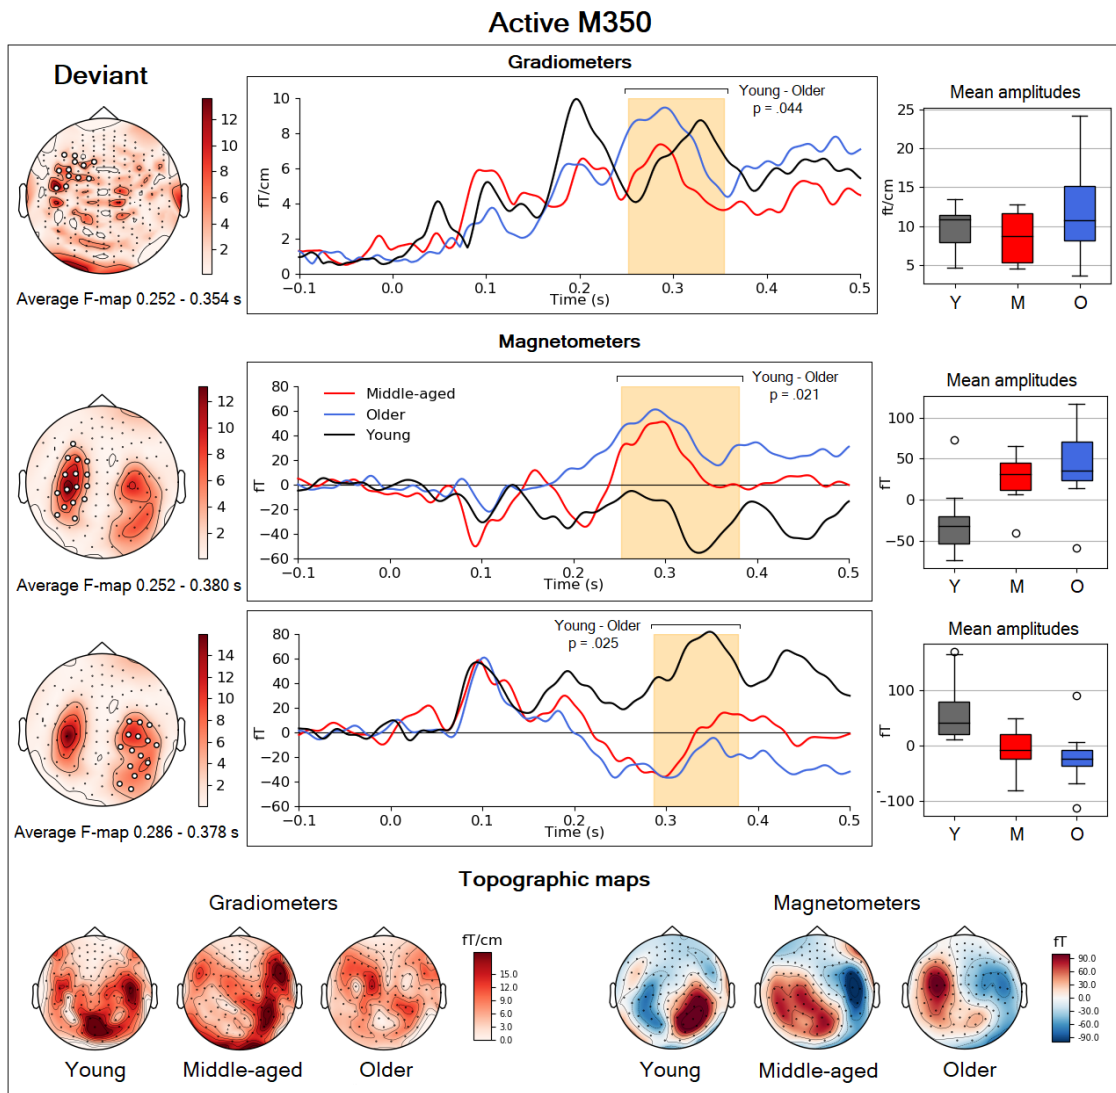 Active M350
Deviant
Gradiometers
12
10
8
6
4
2
Average F-map 0.252 - 0.354 s
10
8
6
4
2
0
fT/cm
−0.1 0.0 0.1 0.2 0.3 0.4 0.5
Time (s)
Young - Older
p = .044
Mean amplitudes
25
20
15
10
5
ft/cm
Y M O
Magnetometers
12
10
8
6
4
2
Average F-map 0.252 - 0.380 s
80
60
40
20
0
−20
−40
−60
fT
Middle-aged
Older
Young
−0.1 0.0 0.1 0.2 0.3 0.4 0.5
Time (s)
Young - Older
p = .021
Mean amplitudes
100
50
0
−50
fT
Y M O
14
12
10
8
6
4
2
Average F-map 0.286 - 0.378 s
80
60
40
20
0
−20
−40
−60
fT
−0.1 0.0 0.1 0.2 0.3 0.4 0.5
Time (s)
Young - Older
p = .025
Mean amplitudes
100
0
−100
fT
-
Y M O
Topographic maps
Gradiometers
fT/cm
15.0
12.0
9.0
6.0
3.0
0.0
Young Middle-aged Older
Magnetometers
fT
90.0
60.0
30.0
0.0
-30.0
-60.0
-90.0
Young Middle-aged Older